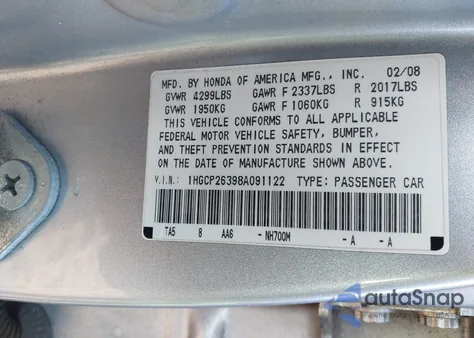 MFD. BY HONDA OF AMERICA MFG., INC. 02/08
GVWR 4299LBS GAWR F 2337LBS R 2017LBS
GVWR 1950KG GAWR F 1060KG R 915KG
THIS VEHICLE CONFORMS TO ALL APPLICABLE
FEDERAL MOTOR VEHICLE SAFETY, BUMPER,
AND THEFT PREVENTION STANDARDS IN EFFECT
ON THE DATE OF MANUFACTURE SHOWN ABOVE.
V.I.N.: 1HGCP26398A091122 TYPE: PASSENGER CAR
TA5 8 AA6 - NH700M - A - A
autoSnap